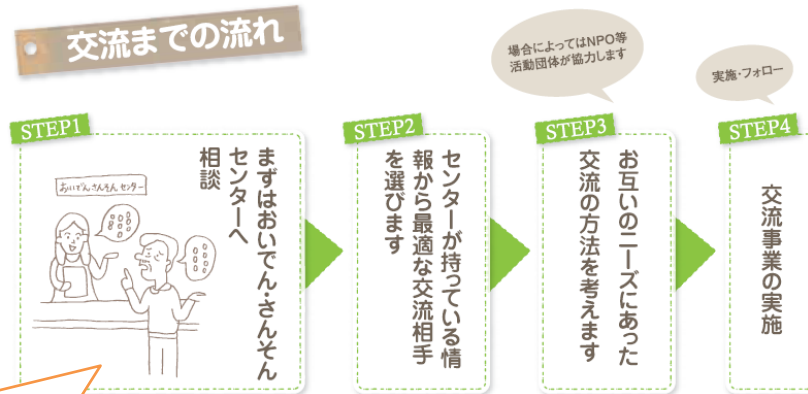 交流までの流れ
STEP1
まずはおいでん・さんそん
センターへ
相談
おいでん・さんそん センター
STEP2
センターが持っている情
報から最適な交流相手
を選びます
場合によってはNPO等
活動団体が協力します
STEP3
お互いのニーズにあった
交流の方法を考えます
実施・フォロー
STEP4
交流事業の実施